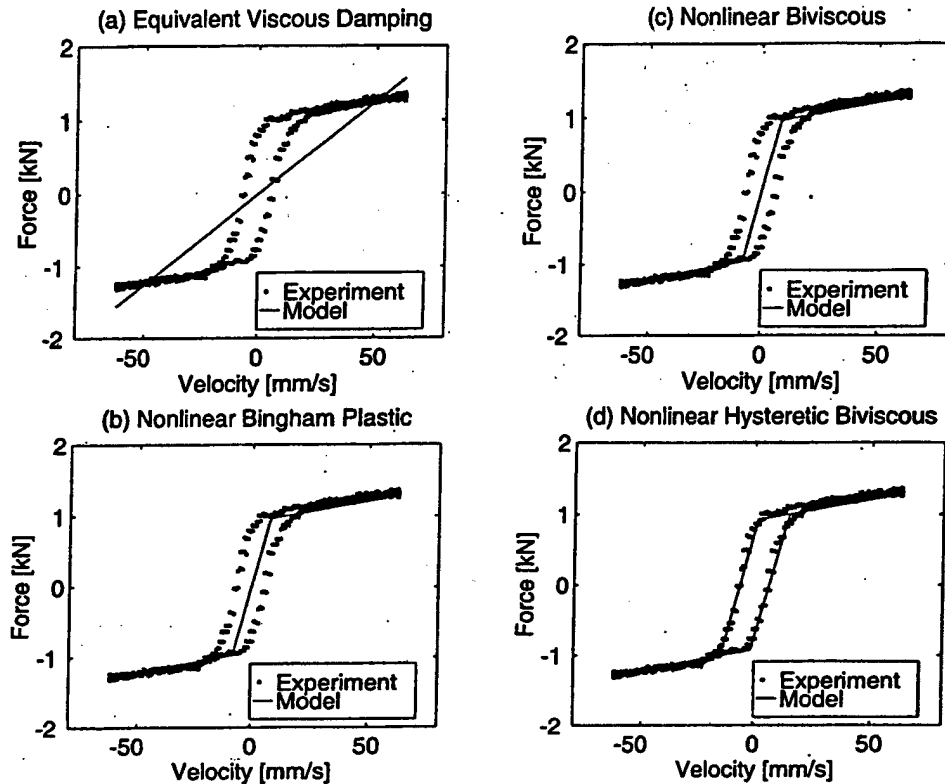 (a) Equivalent Viscous Damping
2
1
0
-1
-2
Force [kN]
Experiment
Model
-50
0
50
Velocity [mm/s]
(c) Nonlinear Biviscous
2
1
0
-1
-2
Force [kN]
Experiment
Model
-50
0
50
Velocity [mm/s]
(b) Nonlinear Bingham Plastic
2
1
0
-1
-2
Force [kN]
Experiment
Model
-50
0
50
Velocity [mm/s]
(d) Nonlinear Hysteretic Biviscous
2
1
0
-1
-2
Force [kN]
Experiment
Model
-50
0
50
Velocity [mm/s]